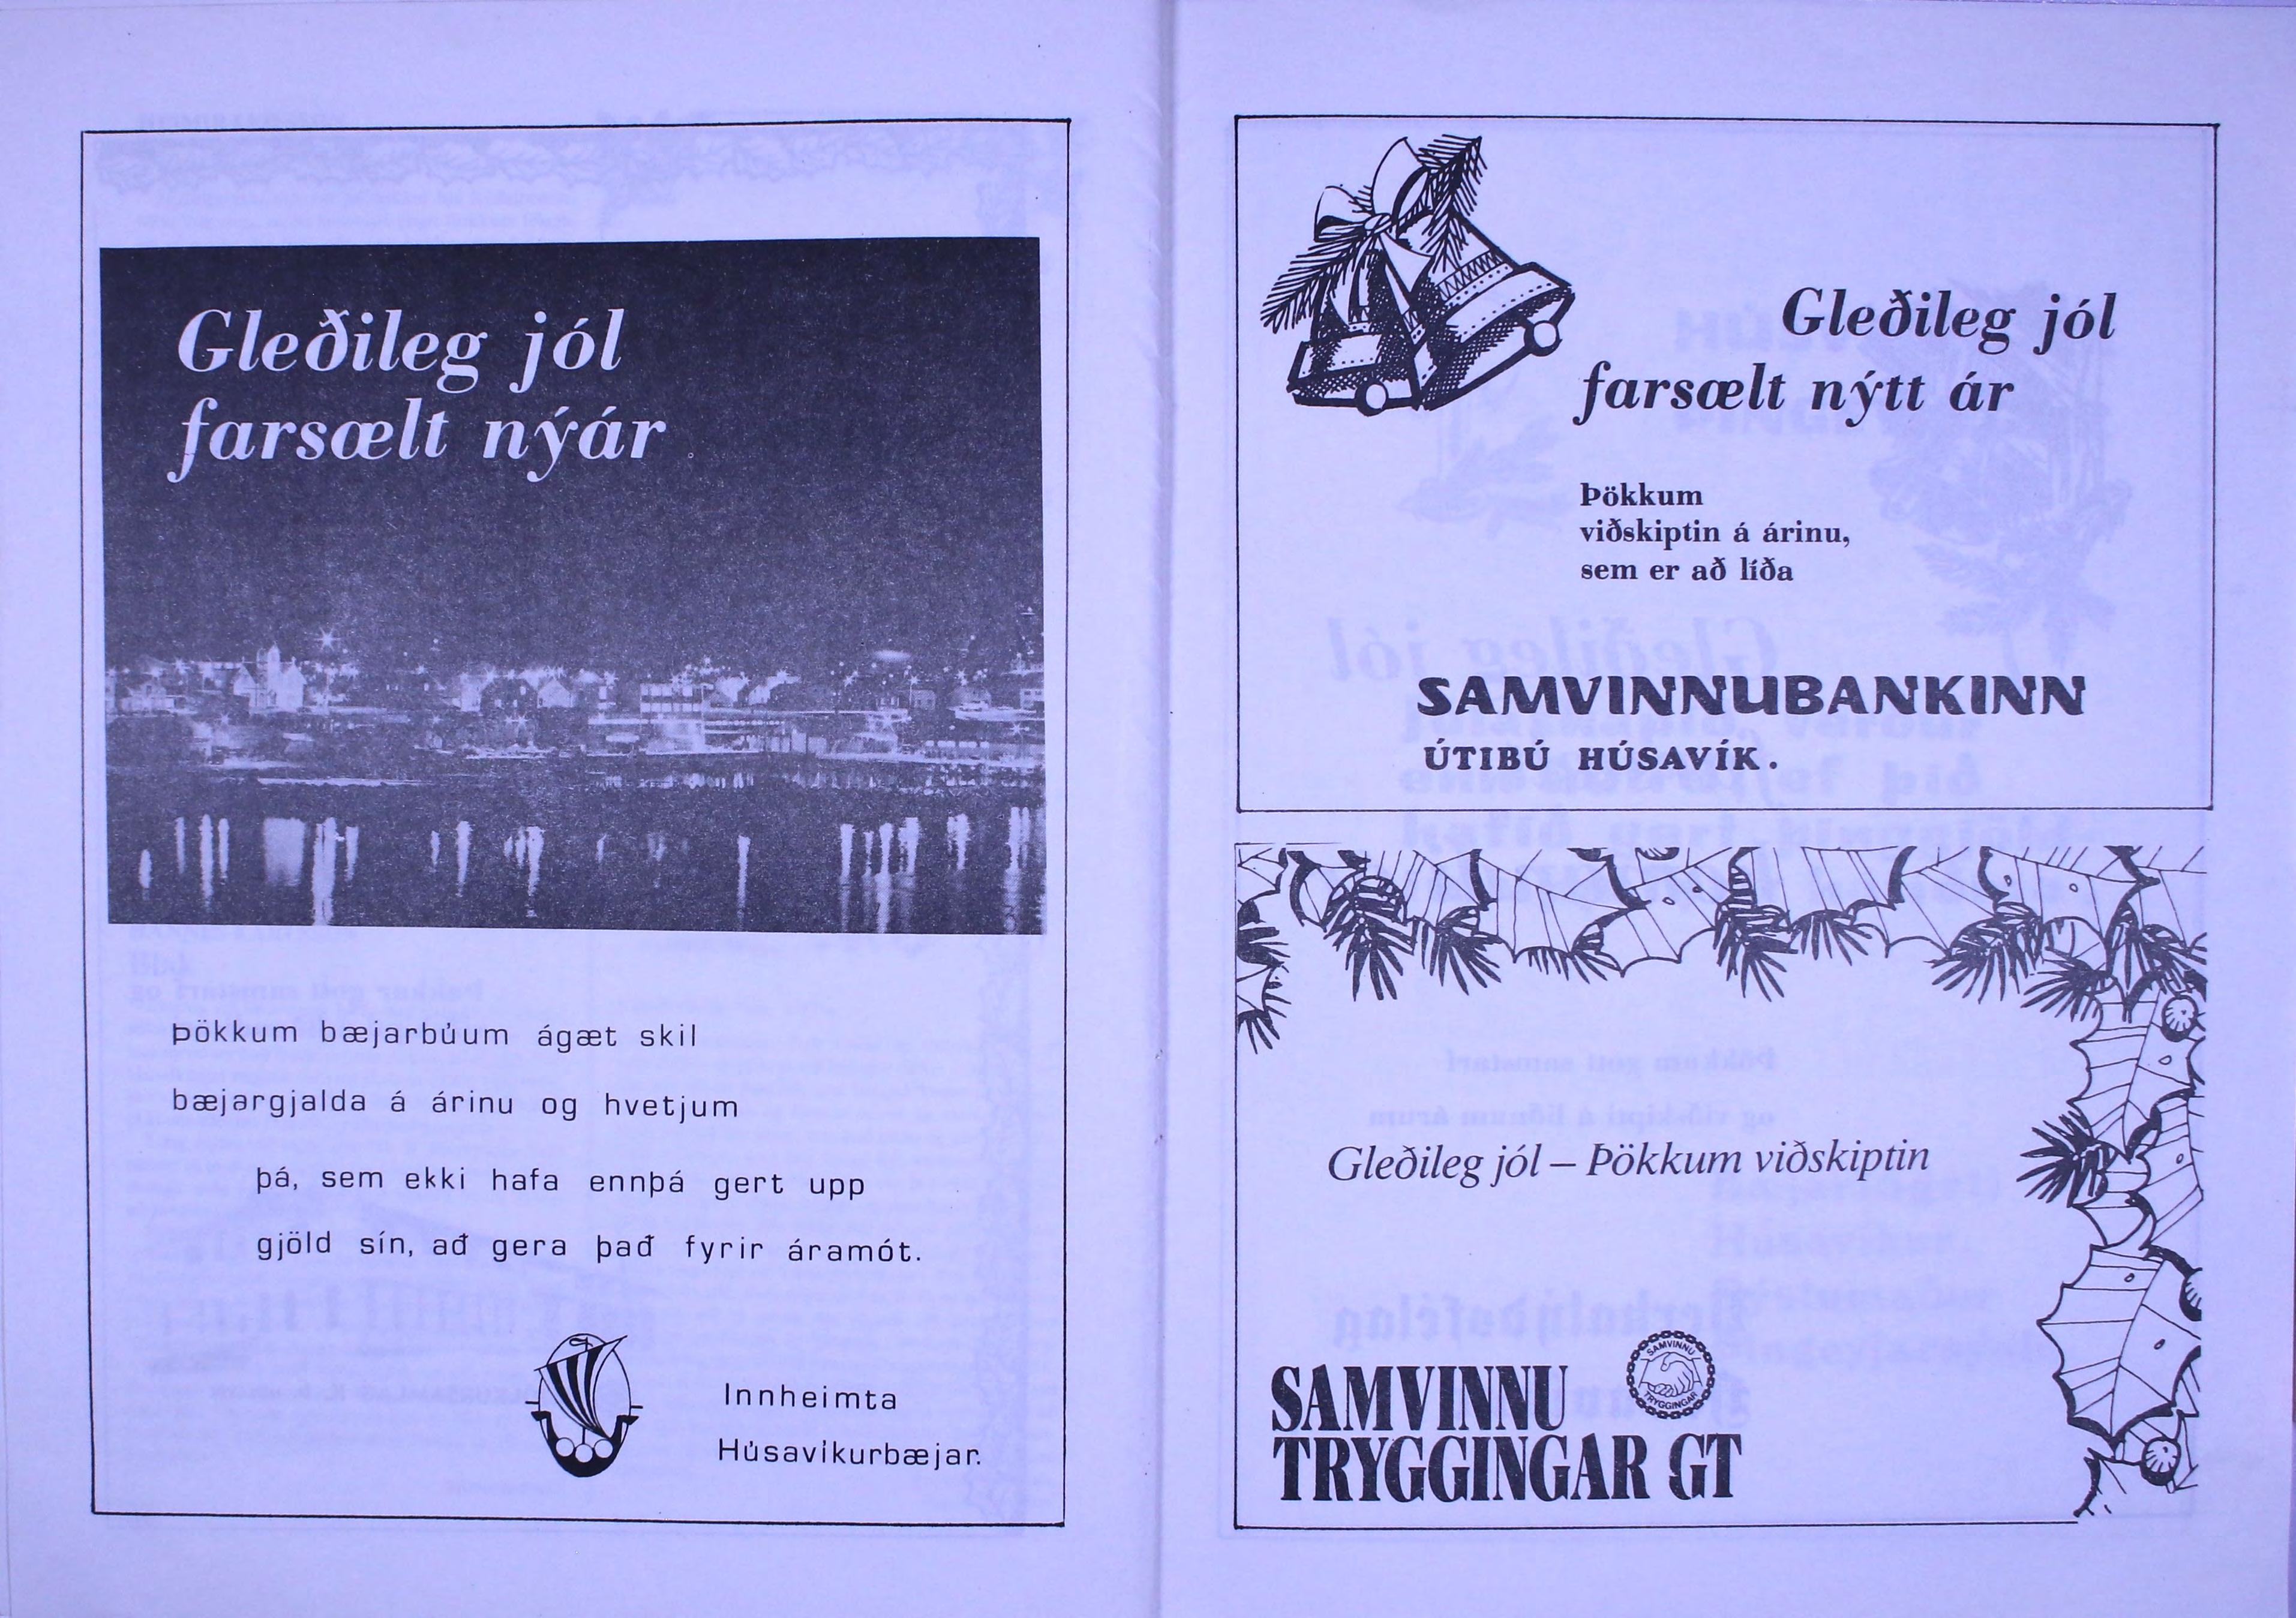 Gleðileg jól
farsælt nýár
Þökkum bæjarbúum ágæt skil
bæjargjalda á árinu og hvetjum
þá, sem ekki hafa ennþá gert upp
gjöld sín, að gera það fyrir áramót.
Innheimta
Húsavíkurbæjar.
Gleðileg jól
farsælt nýtt ár
Þökkum
viðskiptin á árinu,
sem er að líða
SAMVINNUBANKINN
ÚTIBÚ HÚSAVÍK.
Gleðileg jól – Þökkum viðskiptin
SAMVINNU
TRYGGINGAR
SAMVINNU
TRYGGINGAR GT